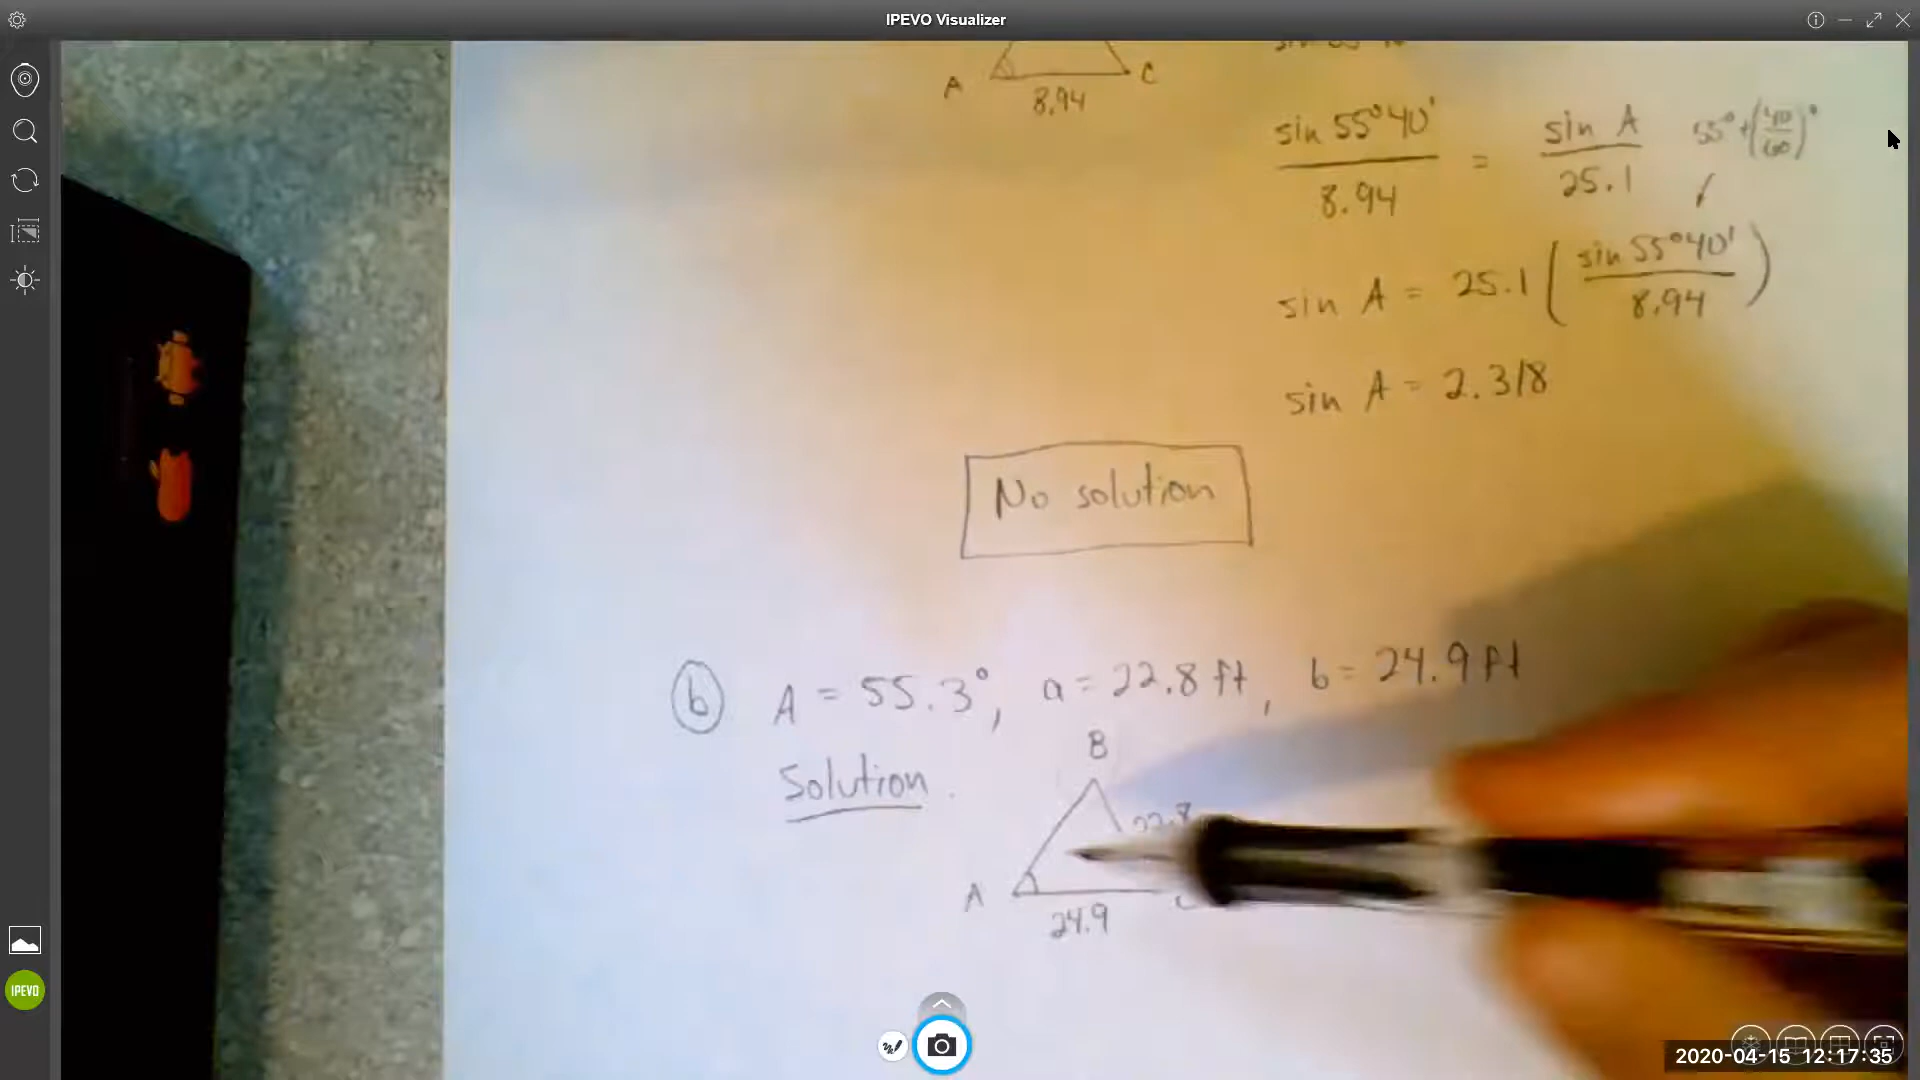 IPEVO Visualizer
A 8.94 C
sin 55°40' / 8.94 = sin A / 25.1
55° + (40/60)°
sin A = 25.1 ( sin 55°40' / 8.94 )
sin A = 2.318
No solution
b A = 55.3°, a = 22.8 ft, b = 24.9 ft
Solution.
B
22.8
A C
24.9
IPEVO
2020-04-15 12:17:35